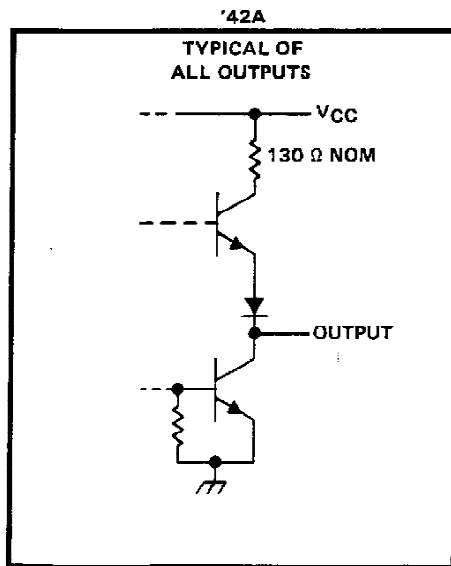 '42A
TYPICAL OF
ALL OUTPUTS
VCC
130 Ω NOM
OUTPUT